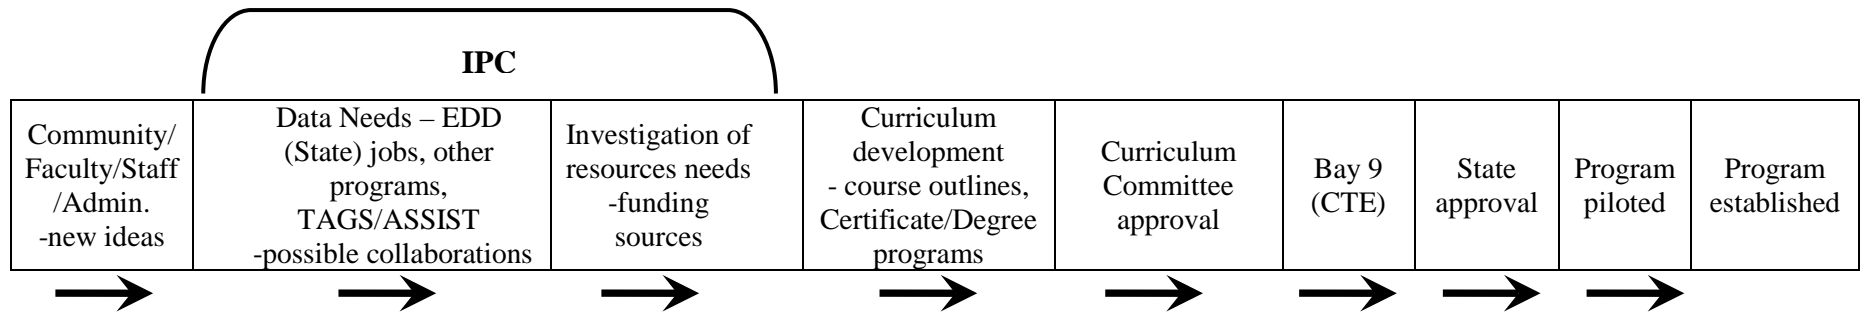 IPC
Community/
Faculty/Staff
/Admin.
-new ideas
Data Needs – EDD
(State) jobs, other
programs,
TAGS/ASSIST
-possible collaborations
Investigation of
resources needs
-funding
sources
Curriculum
development
- course outlines,
Certificate/Degree
programs
Curriculum
Committee
approval
Bay 9
(CTE)
State
approval
Program
piloted
Program
established